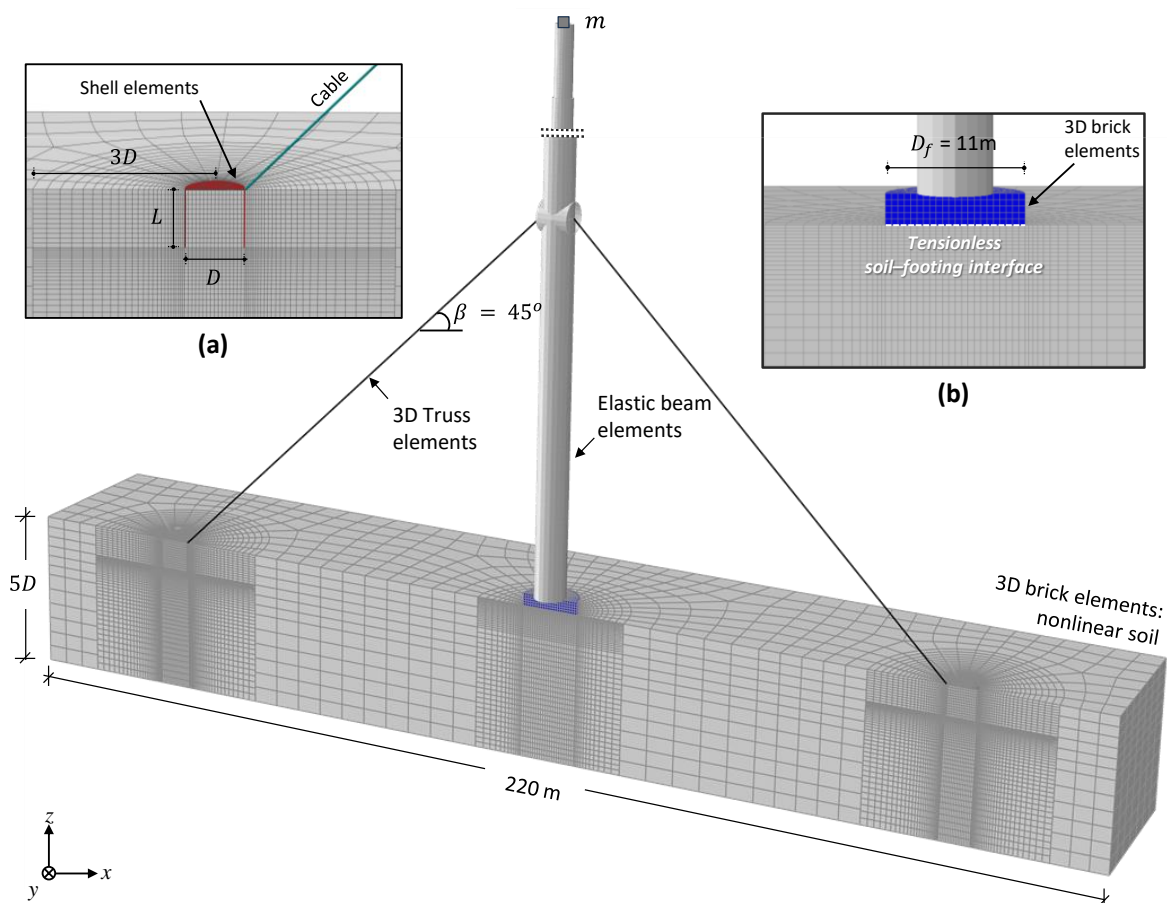 m
Shell elements
Cable
3D
L
D
(a)
D_f = 11m
3D brick
elements
Tensionless
soil–footing interface
(b)
β = 45°
3D Truss
elements
Elastic beam
elements
5D
3D brick elements:
nonlinear soil
220 m
z
x
y